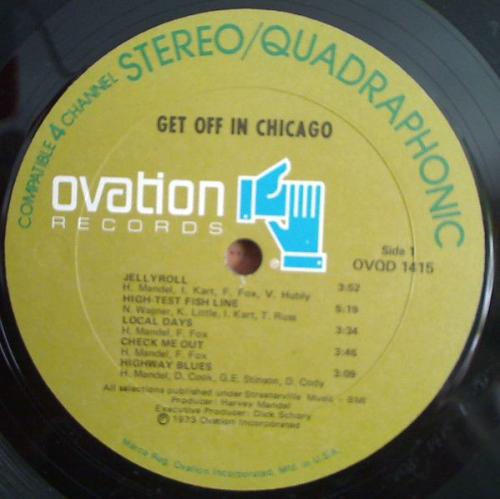 COMPATIBLE 4 CHANNEL STEREO/QUADRAPHONIC
GET OFF IN CHICAGO
ovation
RECORDS
Side 1
OVQD 1415
JELLYROLL 3:52
H. Mandel, I. Kart, F. Fox, V. Hubly
HIGH-TEST FISH LINE 5:19
N. Wagner, K. Little, I. Kart, T. Russ
LOCAL DAYS 3:34
H. Mandel, F. Fox
CHECK ME OUT 3:46
H. Mandel, F. Fox
HIGHWAY BLUES 3:09
H. Mandel, D. Cook, G.E. Stinson, D. Cody
All selections published under Streeterville Music - BMI
Producer: Harvey Mandel
Executive Producer: Dick Schory
Ⓟ 1973 Ovation Incorporated
Marca Reg. Ovation Incorporated, Mfd. in U.S.A.